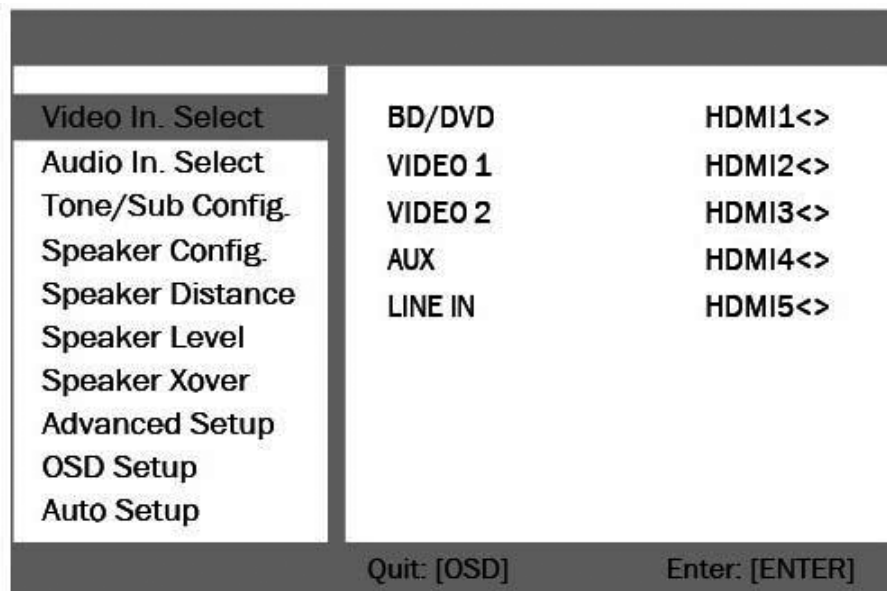 Video In. Select
Audio In. Select
Tone/Sub Config.
Speaker Config.
Speaker Distance
Speaker Level
Speaker Xover
Advanced Setup
OSD Setup
Auto Setup
BD/DVD HDMI1<>
VIDEO 1 HDMI2<>
VIDEO 2 HDMI3<>
AUX HDMI4<>
LINE IN HDMI5<>
Quit: [OSD] Enter: [ENTER]